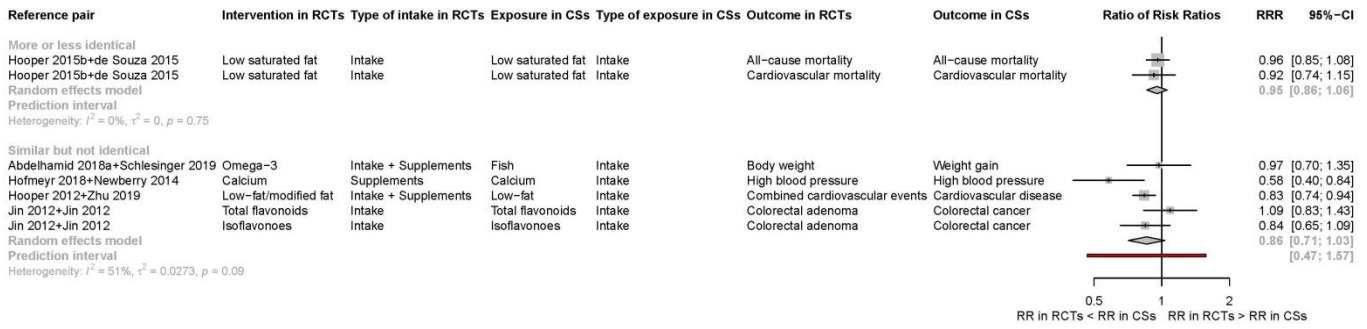 Reference pair Intervention in RCTs Type of intake in RCTs Exposure in CSs Type of exposure in CSs Outcome in RCTs Outcome in CSs Ratio of Risk Ratios RRR 95%-CI
More or less identical
Hooper 2015b+de Souza 2015 Low saturated fat Intake Low saturated fat Intake All-cause mortality All-cause mortality 0.96 [0.85; 1.08]
Hooper 2015b+de Souza 2015 Low saturated fat Intake Low saturated fat Intake Cardiovascular mortality Cardiovascular mortality 0.92 [0.74; 1.15]
Random effects model 0.95 [0.86; 1.06]
Prediction interval
Heterogeneity: I² = 0%, τ² = 0, p = 0.75
Similar but not identical
Abdelhamid 2018a+Schlesinger 2019 Omega-3 Intake + Supplements Fish Intake Body weight Weight gain 0.97 [0.70; 1.35]
Hofmeyr 2018+Newberry 2014 Calcium Supplements Calcium Intake High blood pressure High blood pressure 0.58 [0.40; 0.84]
Hooper 2012+Zhu 2019 Low-fat/modified fat Intake + Supplements Low-fat Intake Combined cardiovascular events Cardiovascular disease 0.83 [0.74; 0.94]
Jin 2012+Jin 2012 Total flavonoids Intake Total flavonoids Intake Colorectal adenoma Colorectal cancer 1.09 [0.83; 1.43]
Jin 2012+Jin 2012 Isoflavonoes Intake Isoflavonoes Intake Colorectal adenoma Colorectal cancer 0.84 [0.65; 1.09]
Random effects model 0.86 [0.71; 1.03]
Prediction interval [0.47; 1.57]
Heterogeneity: I² = 51%, τ² = 0.0273, p = 0.09
0.5 1 2
RR in RCTs < RR in CSs RR in RCTs > RR in CSs